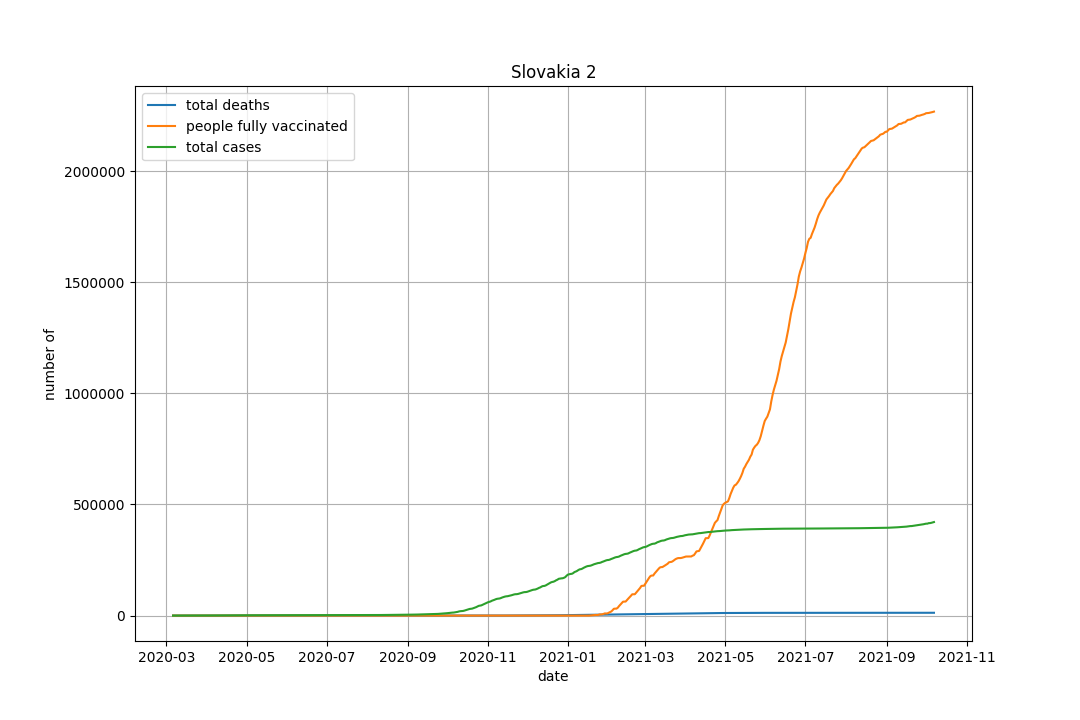 Slovakia 2
total deaths
people fully vaccinated
total cases
number of
2000000
1500000
1000000
500000
0
2020-03 2020-05 2020-07 2020-09 2020-11 2021-01 2021-03 2021-05 2021-07 2021-09 2021-11
date